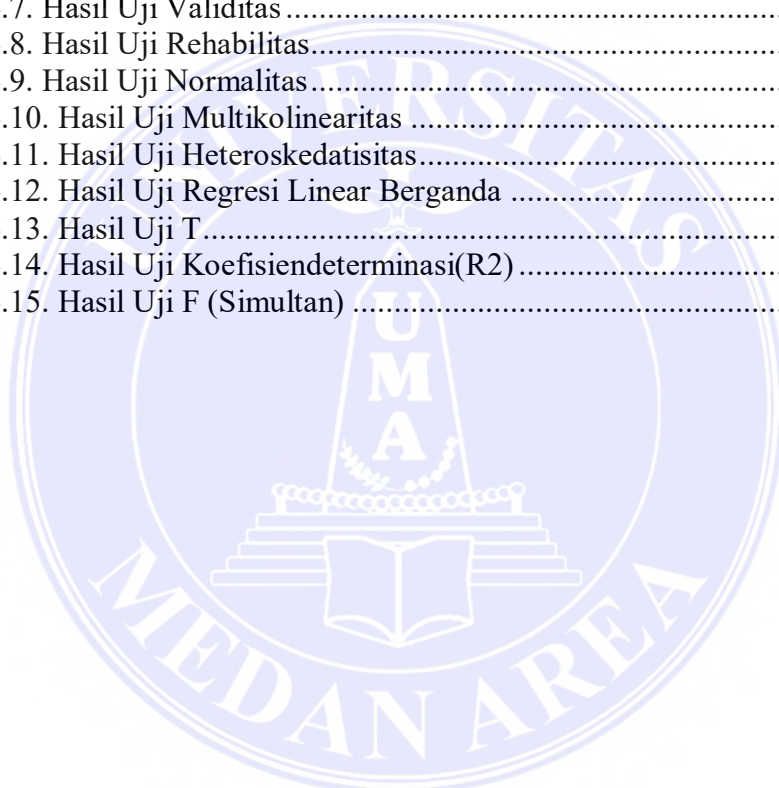 .7. Hasil Uji Validitas
.8. Hasil Uji Rehabilitas
.9. Hasil Uji Normalitas
.10. Hasil Uji Multikolinearitas
.11. Hasil Uji Heteroskedatisitas
.12. Hasil Uji Regresi Linear Berganda
.13. Hasil Uji T
.14. Hasil Uji Koefisiendeterminasi(R2)
.15. Hasil Uji F (Simultan)
UNIVERSITAS
UMA
MEDAN AREA